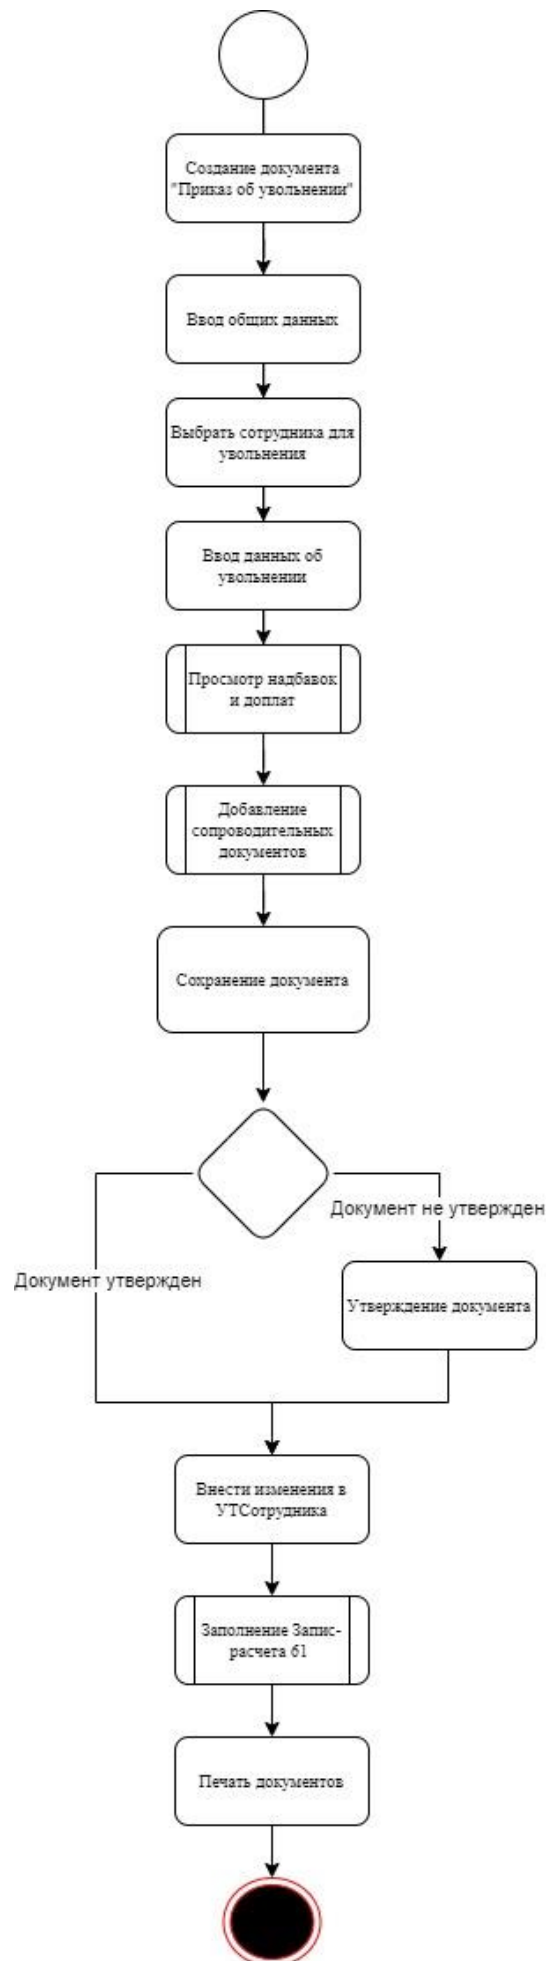 Создание документа
"Приказ об увольнении"
Ввод общих данных
Выбрать сотрудника для
увольнения
Ввод данных об
увольнении
Просмотр надбавок
и доплат
Добавление
сопроводительных
документов
Сохранение документа
Документ не утвержден
Документ утвержден
Утверждение документа
Внести изменения в
УТСотрудника
Заполнение Запис-
расчета 61
Печать документов